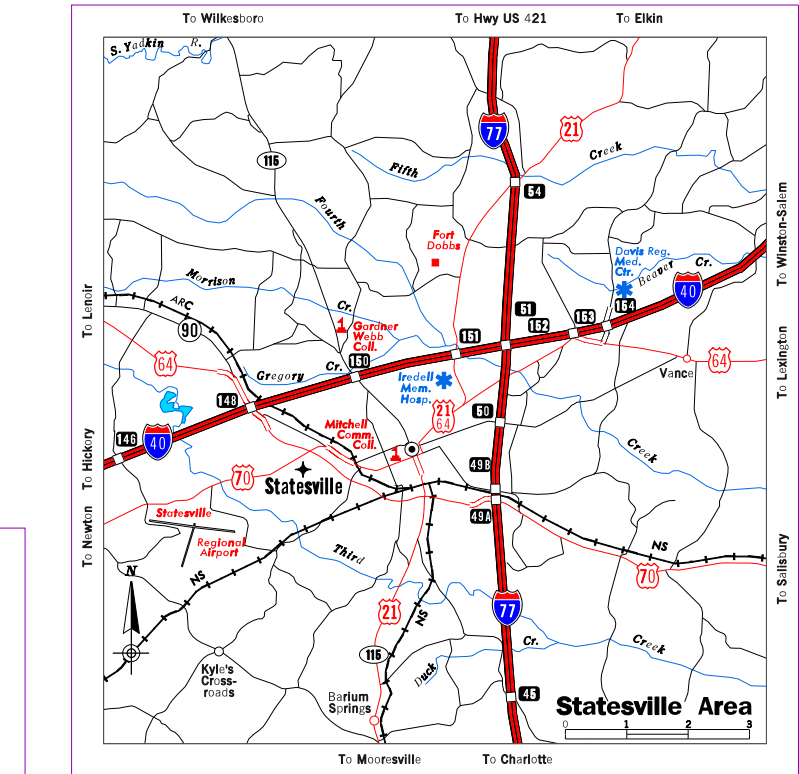 To Wilkesboro
To Hwy US 421
To Elkin
S. Yadkin R.
77
21
115
Fifth
Creek
54
Fourth
To Winston-Salem
Fort
Dobbs
Davis Reg.
Med.
Ctr.
Beaver Cr.
Morrison
Cr.
ARC
40
To Lenoir
90
51
154
153
152
151
Gardner
Webb
Coll.
150
64
64
Vance
To Lexington
Gregory Cr.
Iredell
Mem.
Hosp.
148
21
64
50
Mitchell
Comm.
Coll.
146
40
To Hickory
Creek
49B
70
Statesville
49A
Statesville
Regional
Airport
To Newton
Third
NS
NS
70
To Salisbury
N
21
77
NS
115
Duck
Cr.
Creek
Kyle's
Cross-
roads
Barium
Springs
45
Statesville Area
0 1 2 3
To Mooresville
To Charlotte